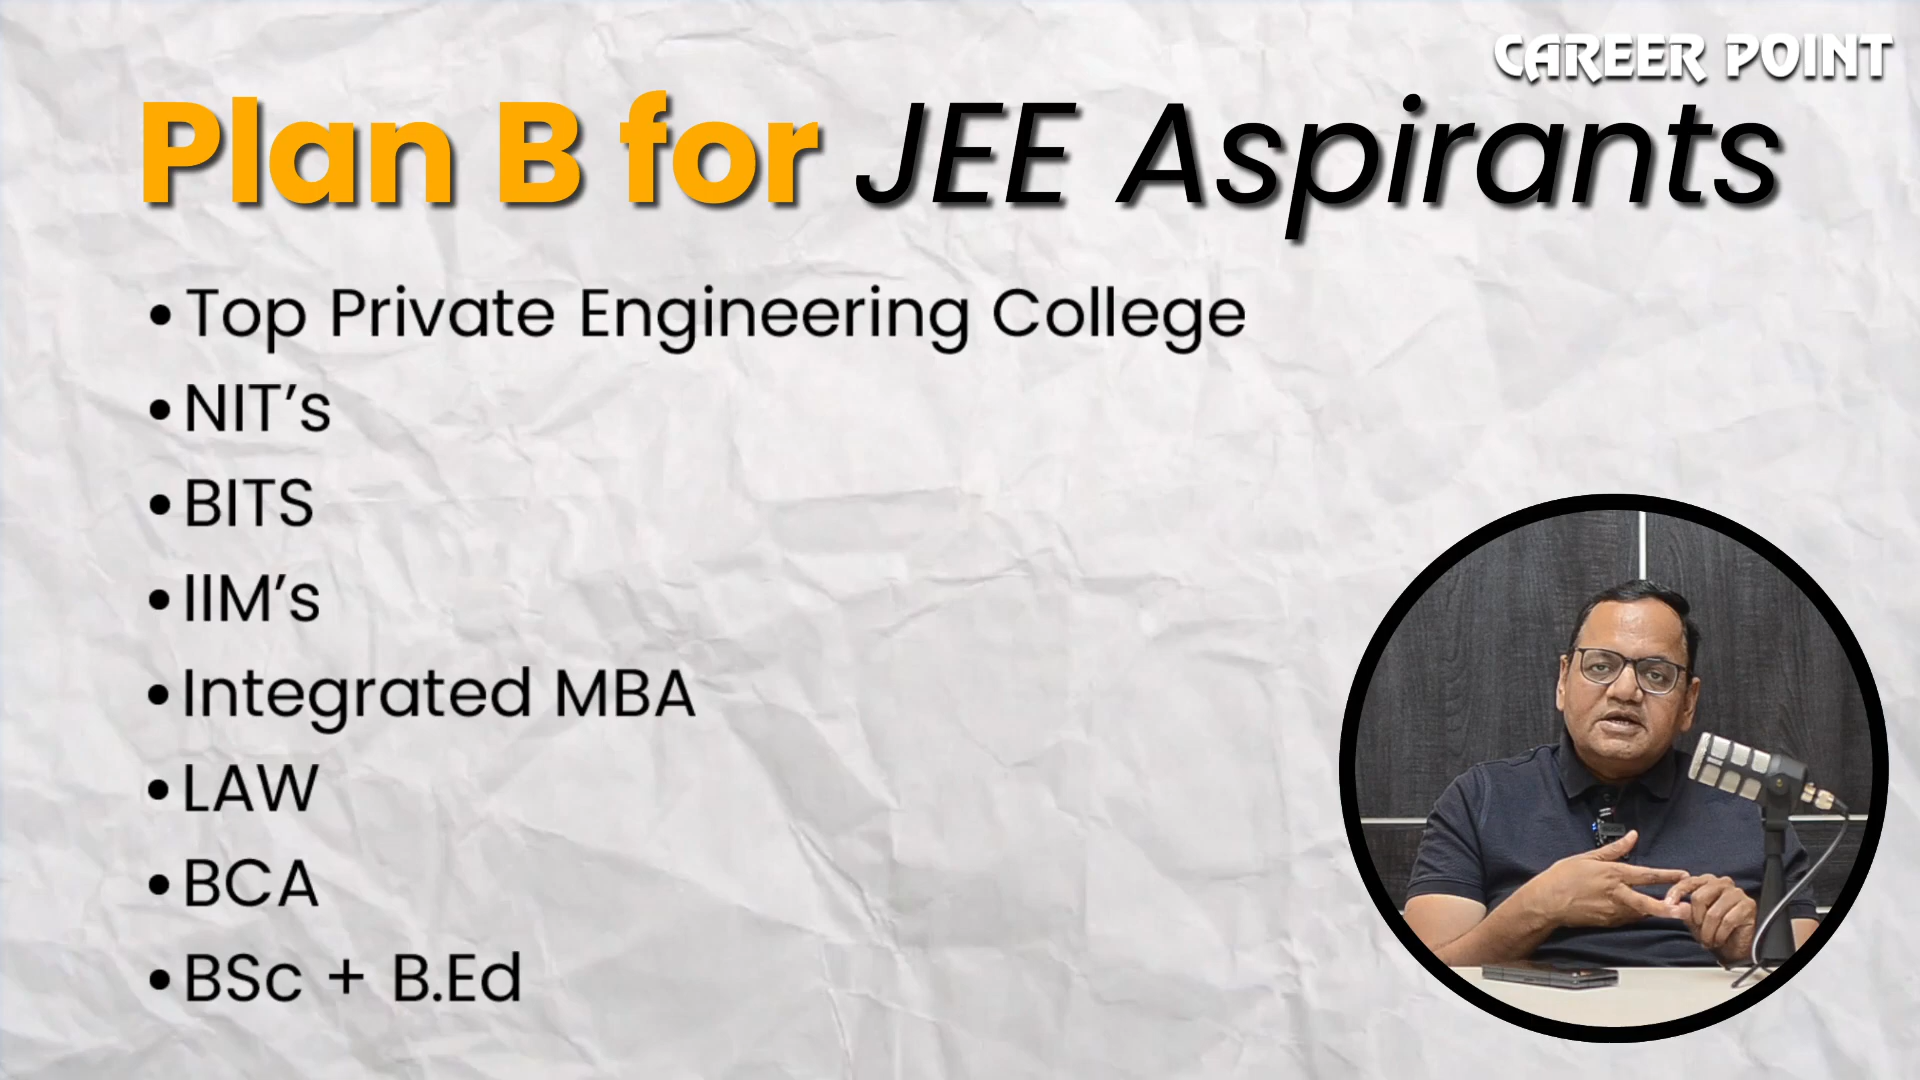 CAREER POINT
Plan B for JEE Aspirants
• Top Private Engineering College
• NIT’s
• BITS
• IIM’s
• Integrated MBA
• LAW
• BCA
• BSc + B.Ed